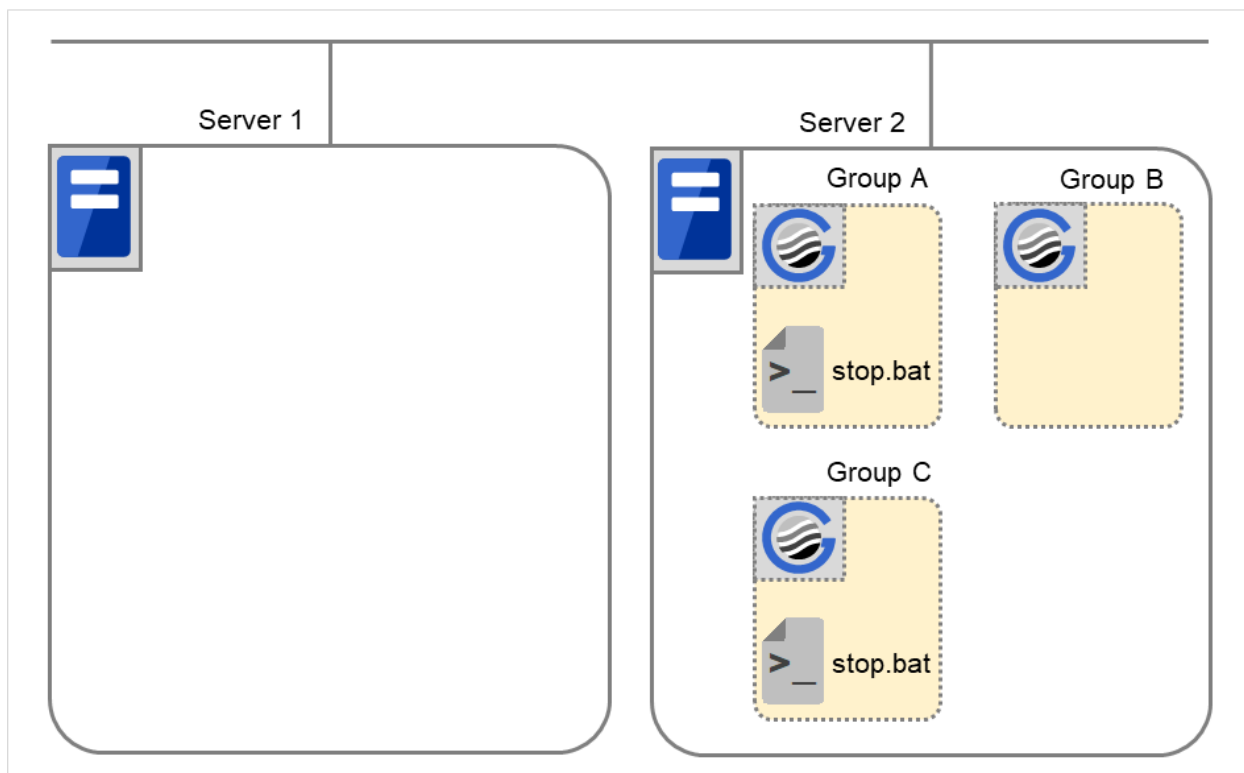 Server 1
Server 2
Group A
Group B
>_ stop.bat
Group C
>_ stop.bat